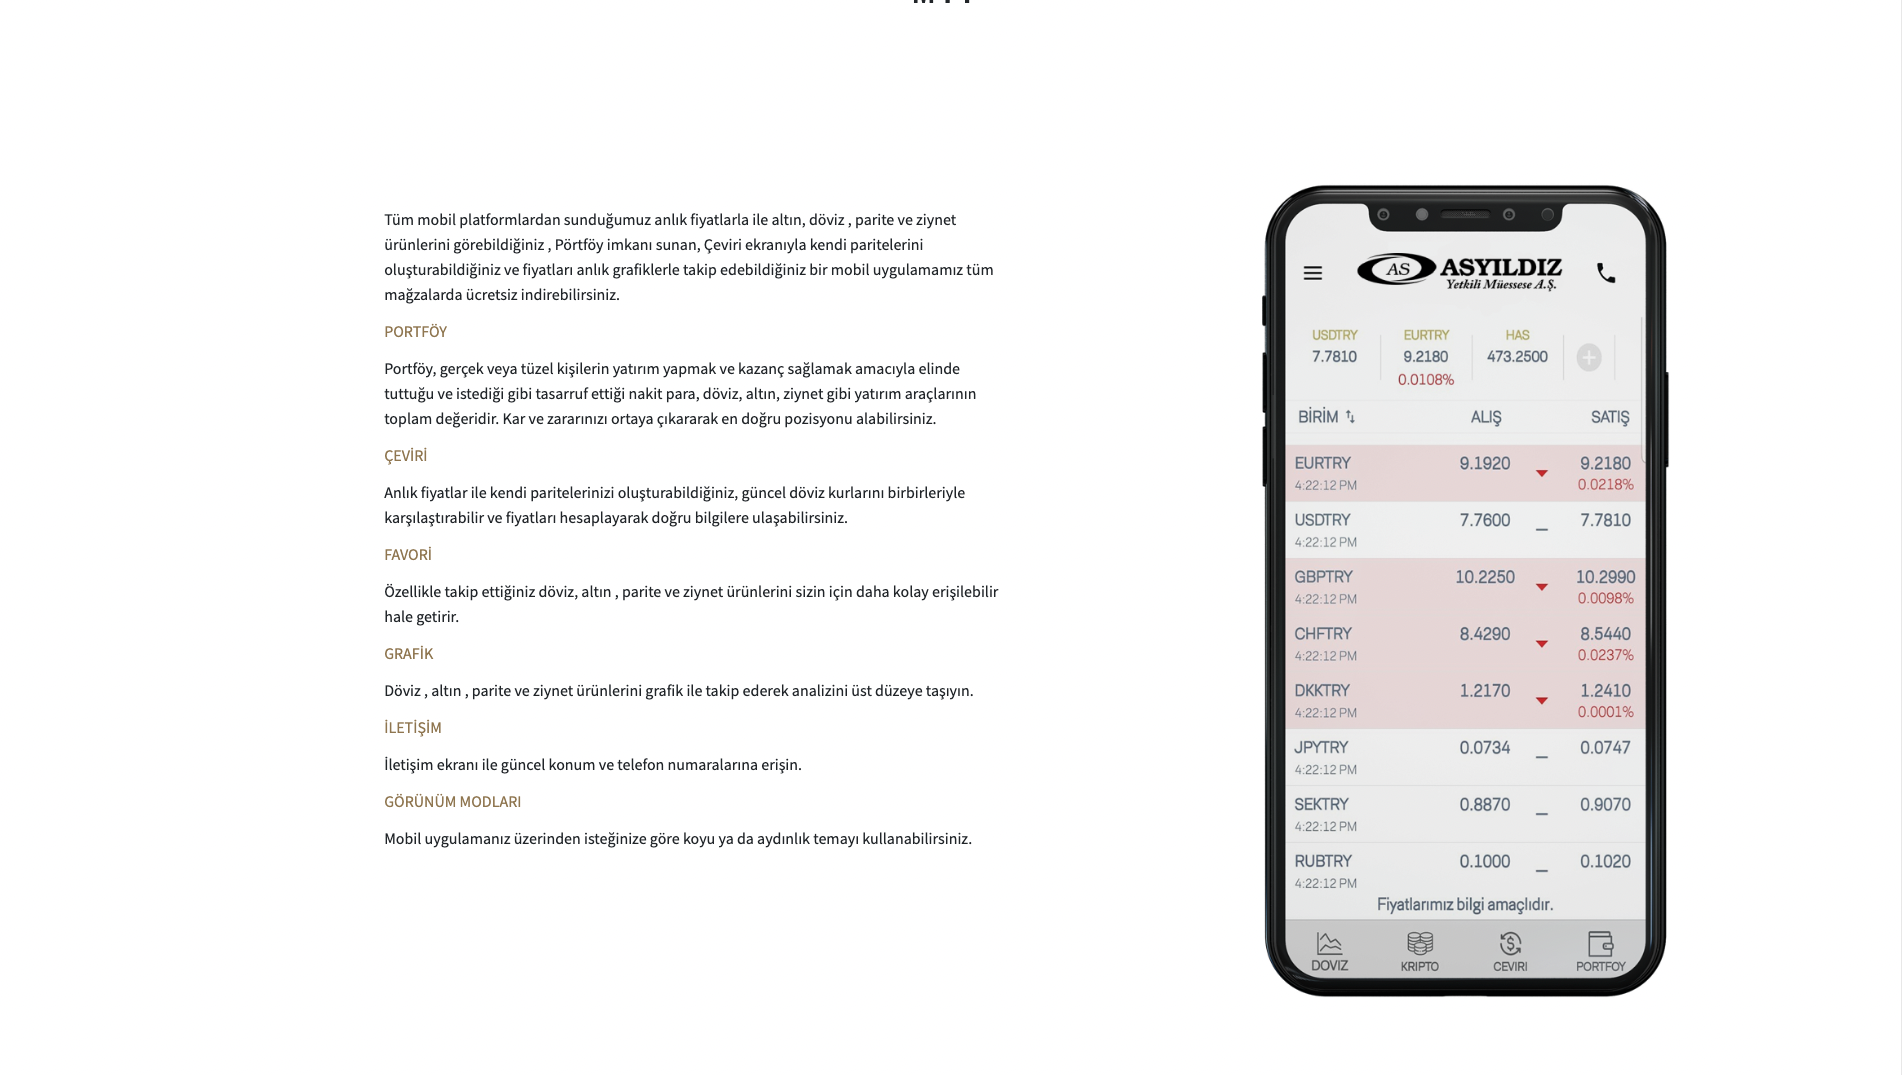 Tüm mobil platformlardan sunduğumuz anlık fiyatlarla ile altın, döviz , parite ve ziynet
ürünlerini görebildiğiniz , Pörtföy imkanı sunan, Çeviri ekranıyla kendi paritelerini
oluşturabildiğiniz ve fiyatları anlık grafiklerle takip edebildiğiniz bir mobil uygulamamız tüm
mağzalarda ücretsiz indirebilirsiniz.
PORTFÖY
Portföy, gerçek veya tüzel kişilerin yatırım yapmak ve kazanç sağlamak amacıyla elinde
tuttuğu ve istediği gibi tasarruf ettiği nakit para, döviz, altın, ziynet gibi yatırım araçlarının
toplam değeridir. Kar ve zararınızı ortaya çıkararak en doğru pozisyonu alabilirsiniz.
ÇEVİRİ
Anlık fiyatlar ile kendi paritelerinizi oluşturabildiğiniz, güncel döviz kurlarını birbirleriyle
karşılaştırabilir ve fiyatları hesaplayarak doğru bilgilere ulaşabilirsiniz.
FAVORİ
Özellikle takip ettiğiniz döviz, altın , parite ve ziynet ürünlerini sizin için daha kolay erişilebilir
hale getirir.
GRAFİK
Döviz , altın , parite ve ziynet ürünlerini grafik ile takip ederek analizini üst düzeye taşıyın.
İLETİŞİM
İletişim ekranı ile güncel konum ve telefon numaralarına erişin.
GÖRÜNÜM MODLARI
Mobil uygulamanız üzerinden isteğinize göre koyu ya da aydınlık temayı kullanabilirsiniz.
AS ASYILDIZ
Yetkili Müessese A.Ş.
USDTRY EURTRY HAS
7.7810 9.2180 473.2500
0.0108%
BİRİM ALIŞ SATIŞ
EURTRY 9.1920 9.2180
4:22:12 PM 0.0218%
USDTRY 7.7600 7.7810
4:22:12 PM
GBPTRY 10.2250 10.2990
4:22:12 PM 0.0098%
CHFTRY 8.4290 8.5440
4:22:12 PM 0.0237%
DKKTRY 1.2170 1.2410
4:22:12 PM 0.0001%
JPYTRY 0.0734 0.0747
4:22:12 PM
SEKTRY 0.8870 0.9070
4:22:12 PM
RUBTRY 0.1000 0.1020
4:22:12 PM
Fiyatlarımız bilgi amaçlıdır.
DOVIZ KRIPTO CEVIRI PORTFOY